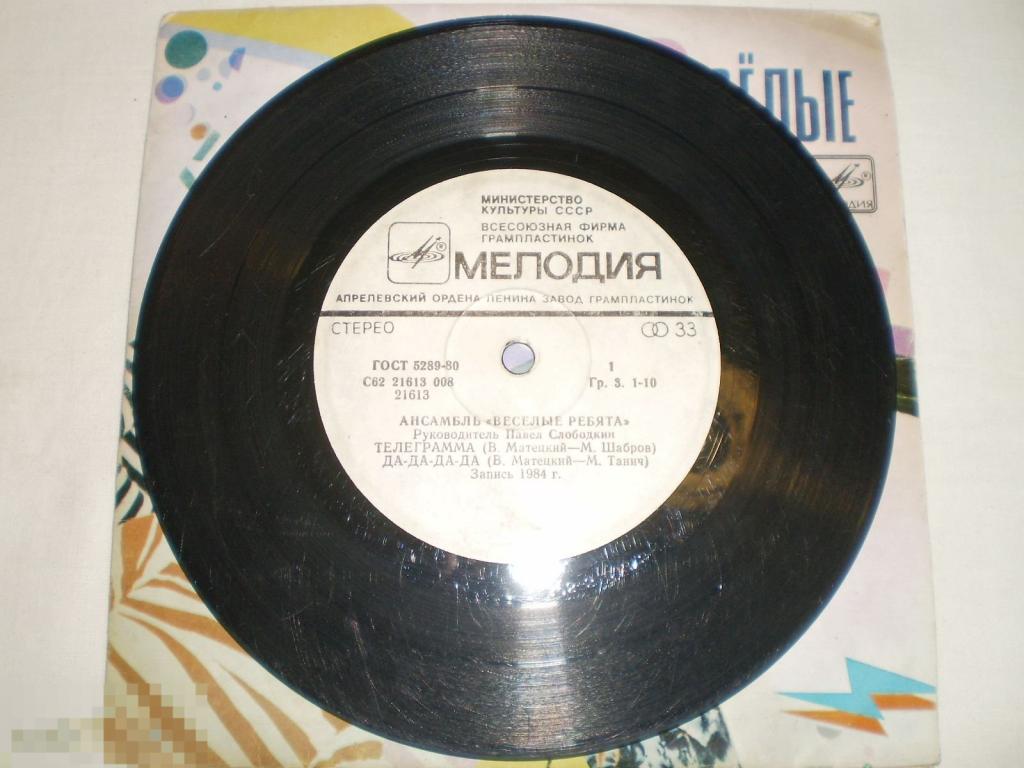 ЁЛЫЕ
МЕЛОДИЯ
МИНИСТЕРСТВО
КУЛЬТУРЫ СССР
ВСЕСОЮЗНАЯ ФИРМА
ГРАМПЛАСТИНОК
МЕЛОДИЯ
АПРЕЛЕВСКИЙ ОРДЕНА ЛЕНИНА ЗАВОД ГРАМПЛАСТИНОК
СТЕРЕО 33
ГОСТ 5289-80 1
С62 21613 008 Гр. 3. 1-10
21613
АНСАМБЛЬ «ВЕСЕЛЫЕ РЕБЯТА»
Руководитель Павел Слободкин
ТЕЛЕГРАММА (В. Матецкий—М. Шабров)
ДА-ДА-ДА-ДА (В. Матецкий—М. Танич)
Запись 1984 г.